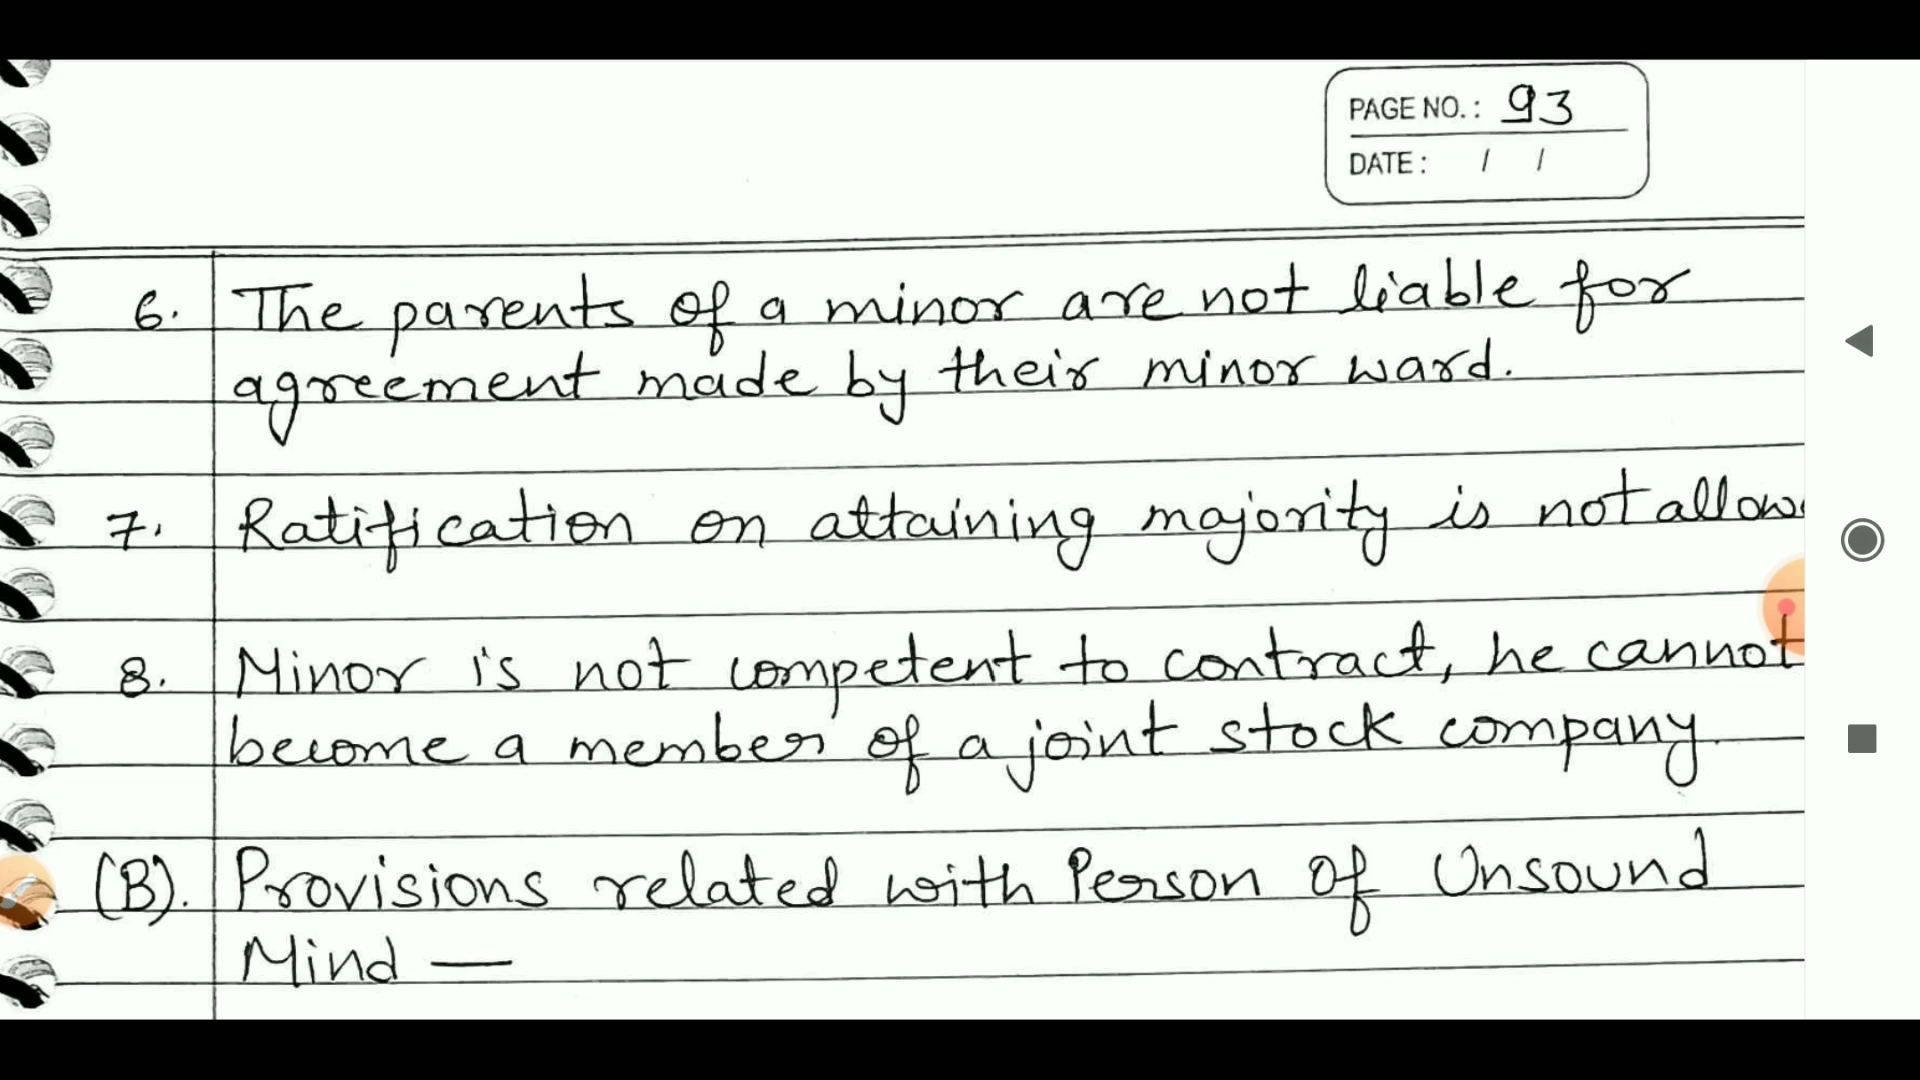 PAGE NO.: 93
DATE: / /
6. The parents of a minor are not liable for
agreement made by their minor ward.
7. Ratification on attaining majority is not allow
8. Minor is not competent to contract, he cannot
become a member of a joint stock company.
(B). Provisions related with Person Of Unsound
Mind —